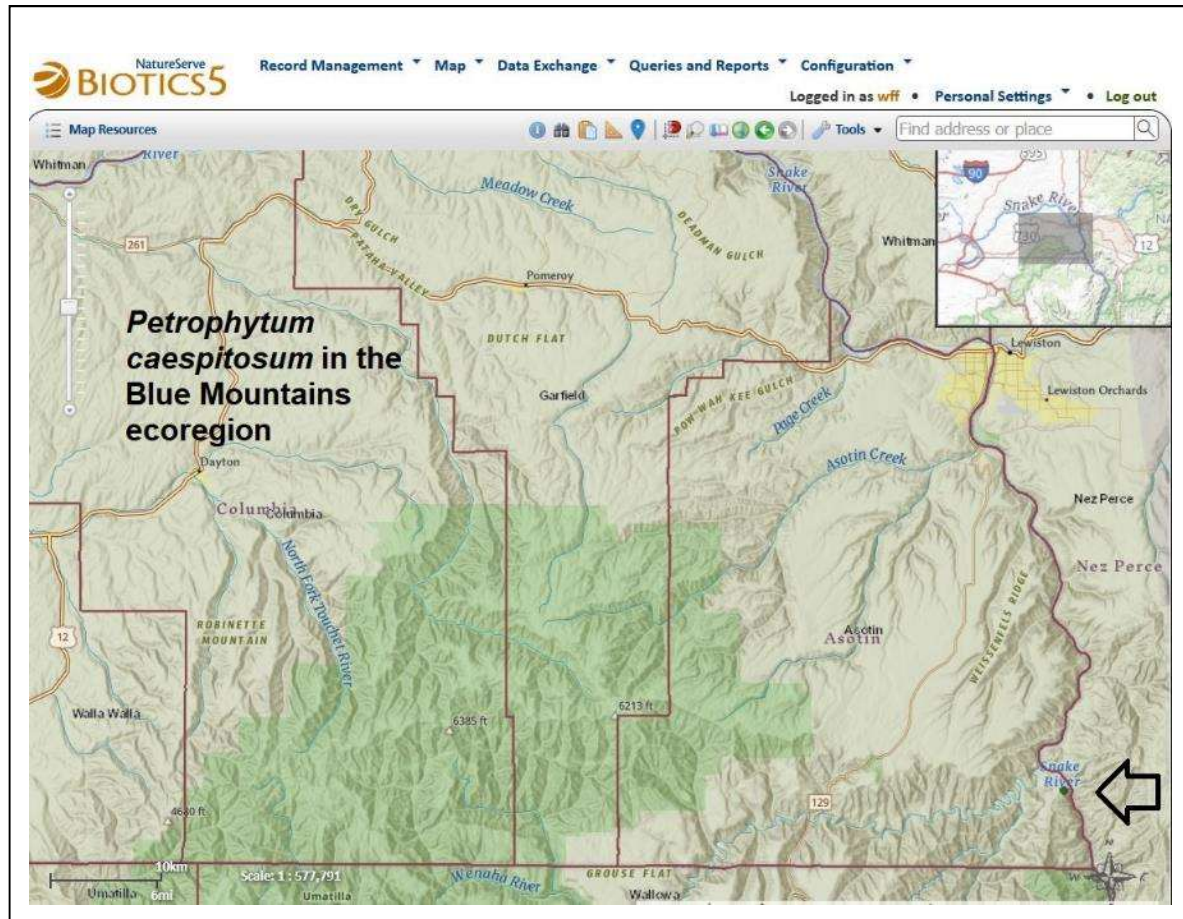 NatureServe
BIOTICS5
Record Management Map Data Exchange Queries and Reports Configuration
Logged in as wff • Personal Settings • Log out
Map Resources
Tools
Find address or place
Whitman
River
Meadow Creek
Snake
River
DEADMAN GULCH
Whitman
395
90
Snake River
730
12
261
DRY GULCH
PATAHA VALLEY
Pomeroy
Petrophytum
caespitosum in the
Blue Mountains
ecoregion
DUTCH FLAT
Garfield
POW WAH KEE GULCH
Page Creek
Lewiston
Lewiston Orchards
Asotin Creek
Dayton
Columbia
Columbia
Nez Perce
Nez Perce
North Fork Touchet River
ROBINETTE
MOUNTAIN
12
Asotin
Asotin
WEISSENFELS RIDGE
Walla Walla
6385 ft
6213 ft
Snake
River
129
4680 ft
10km
6mi
Scale: 1 : 577,791
Umatilla
Umatilla
Wenaha River
GROUSE FLAT
Wallowa
N
W
E